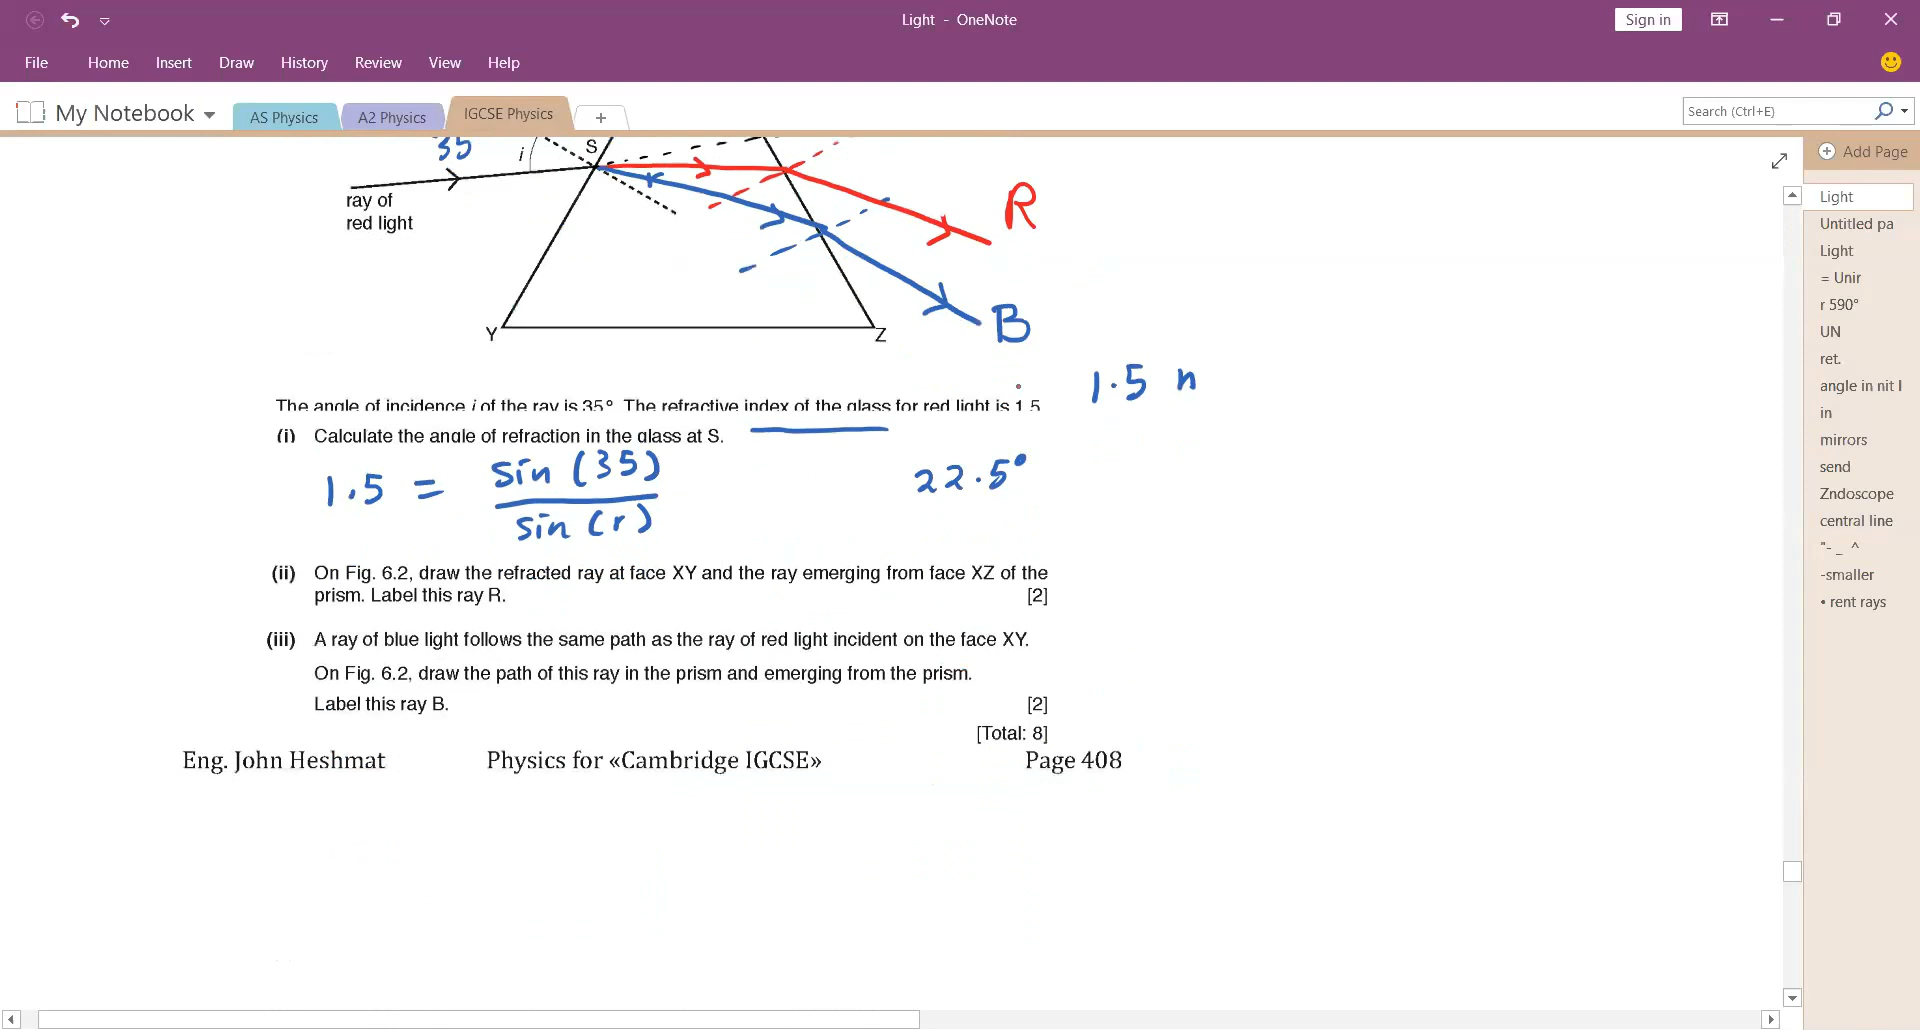 Light - OneNote
Sign in
File Home Insert Draw History Review View Help
My Notebook
AS Physics
A2 Physics
IGCSE Physics
Search (Ctrl+E)
Add Page
Light
Untitled pa
Light
= Unir
r 590°
UN
ret.
angle in nit l
in
mirrors
send
Zndoscope
central line
"- _ ^
-smaller
• rent rays
35
i
S
ray of
red light
R
B
Y
Z
1.5 n
The angle of incidence i of the ray is 35°. The refractive index of the glass for red light is 1.5
(i) Calculate the angle of refraction in the glass at S.
1.5 = sin (35)
sin (r)
22.5°
(ii) On Fig. 6.2, draw the refracted ray at face XY and the ray emerging from face XZ of the
prism. Label this ray R. [2]
(iii) A ray of blue light follows the same path as the ray of red light incident on the face XY.
On Fig. 6.2, draw the path of this ray in the prism and emerging from the prism.
Label this ray B. [2]
[Total: 8]
Eng. John Heshmat Physics for «Cambridge IGCSE» Page 408